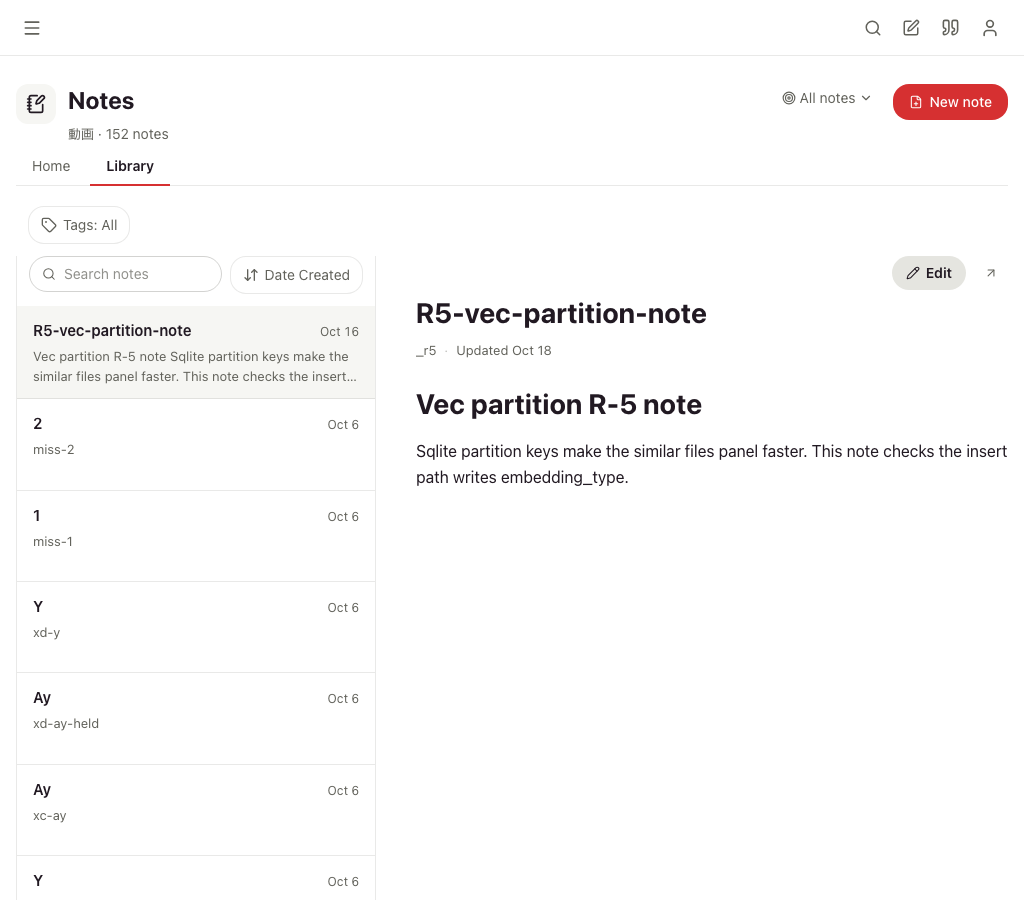 Notes
動画 · 152 notes
All notes
New note
Home
Library
Tags: All
Search notes
Date Created
R5-vec-partition-note
Oct 16
Vec partition R-5 note Sqlite partition keys make the
similar files panel faster. This note checks the insert…
2
Oct 6
miss-2
1
Oct 6
miss-1
Y
Oct 6
xd-y
Ay
Oct 6
xd-ay-held
Ay
Oct 6
xc-ay
Y
Oct 6
Edit
R5-vec-partition-note
_r5 · Updated Oct 18
Vec partition R-5 note
Sqlite partition keys make the similar files panel faster. This note checks the insert
path writes embedding_type.